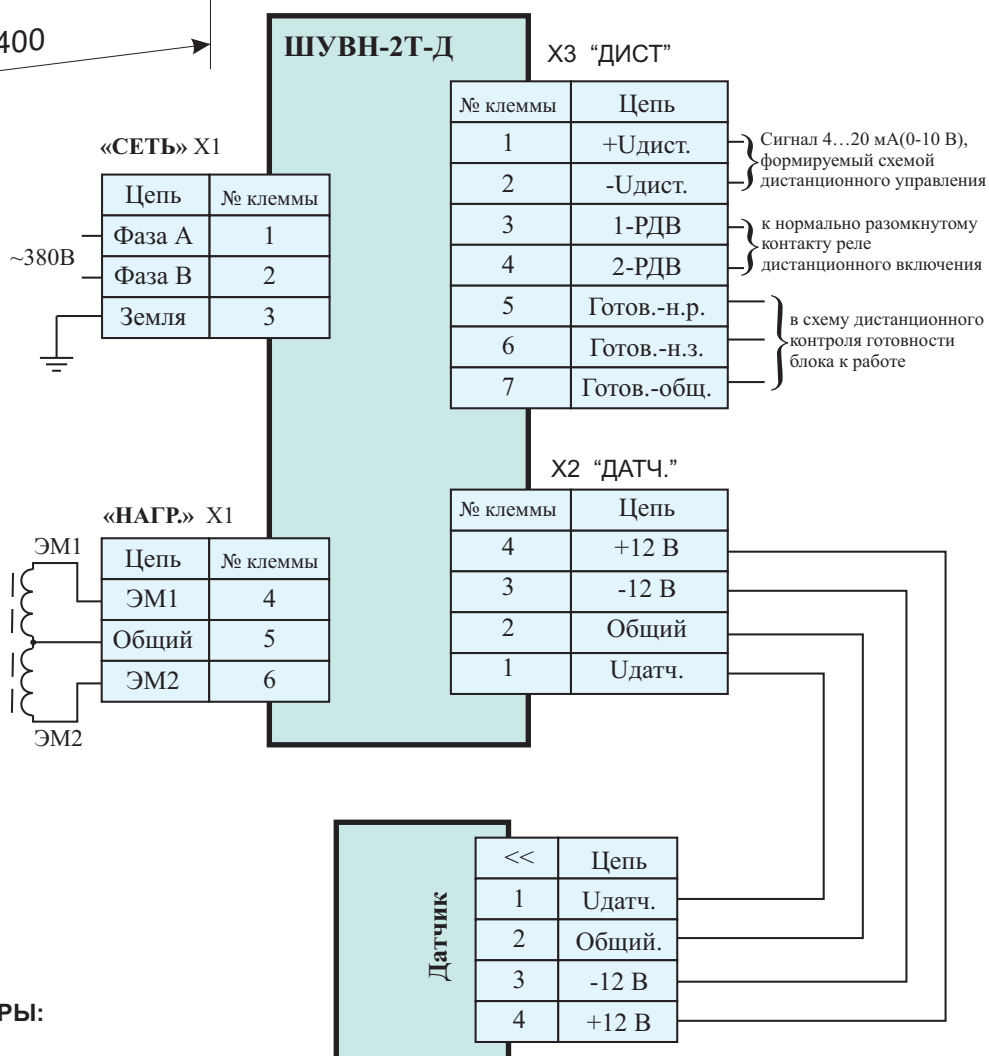 400
ШУВН-2Т-Д
X3 "ДИСТ"
№ клеммы Цепь
1 +Uдист.
2 -Uдист.
3 1-РДВ
4 2-РДВ
5 Готов.-н.р.
6 Готов.-н.з.
7 Готов.-общ.
Сигнал 4…20 мА(0-10 В),
формируемый схемой
дистанционного управления
к нормально разомкнутому
контакту реле
дистанционного включения
в схему дистанционного
контроля готовности
блока к работе
«СЕТЬ» X1
Цепь № клеммы
Фаза А 1
Фаза В 2
Земля 3
~380В
X2 "ДАТЧ."
№ клеммы Цепь
4 +12 В
3 -12 В
2 Общий
1 Uдатч.
«НАГР.» X1
Цепь № клеммы
ЭМ1 4
Общий 5
ЭМ2 6
ЭМ1
ЭМ2
Датчик
<< Цепь
1 Uдатч.
2 Общий.
3 -12 В
4 +12 В
РЫ: